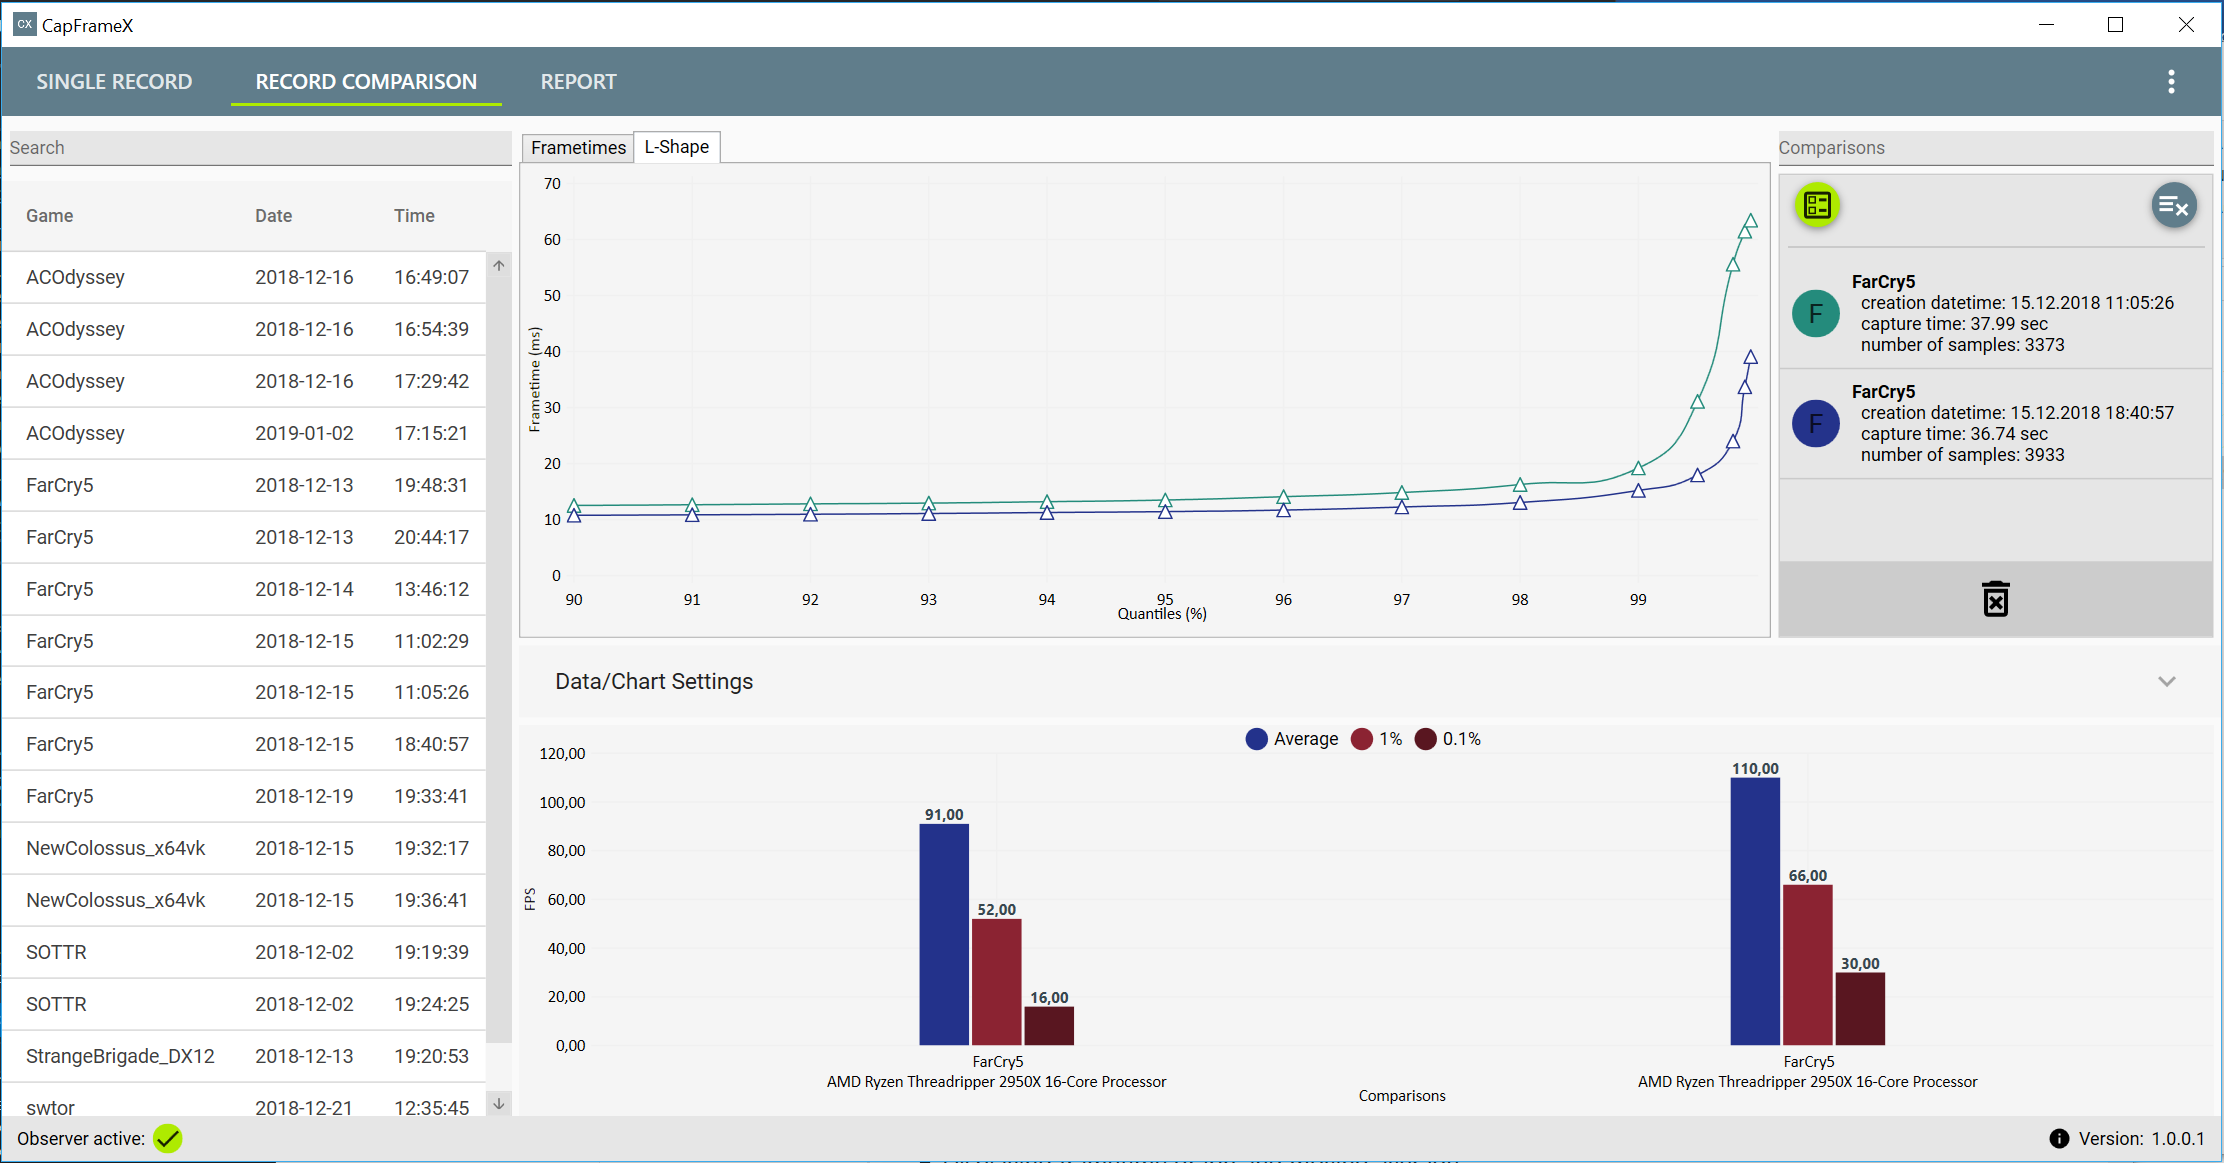 CX CapFrameX
SINGLE RECORD RECORD COMPARISON REPORT
Search
Game Date Time
ACOdyssey 2018-12-16 16:49:07
ACOdyssey 2018-12-16 16:54:39
ACOdyssey 2018-12-16 17:29:42
ACOdyssey 2019-01-02 17:15:21
FarCry5 2018-12-13 19:48:31
FarCry5 2018-12-13 20:44:17
FarCry5 2018-12-14 13:46:12
FarCry5 2018-12-15 11:02:29
FarCry5 2018-12-15 11:05:26
FarCry5 2018-12-15 18:40:57
FarCry5 2018-12-19 19:33:41
NewColossus_x64vk 2018-12-15 19:32:17
NewColossus_x64vk 2018-12-15 19:36:41
SOTTR 2018-12-02 19:19:39
SOTTR 2018-12-02 19:24:25
StrangeBrigade_DX12 2018-12-13 19:20:53
swtor 2018-12-21 12:35:45
Frametimes L-Shape
70
60
50
40
30
20
10
0
Frametime (ms)
90 91 92 93 94 95 96 97 98 99
Quantiles (%)
Comparisons
F
FarCry5
creation datetime: 15.12.2018 11:05:26
capture time: 37.99 sec
number of samples: 3373
F
FarCry5
creation datetime: 15.12.2018 18:40:57
capture time: 36.74 sec
number of samples: 3933
Data/Chart Settings
Average 1% 0.1%
120,00
100,00
80,00
60,00
40,00
20,00
0,00
FPS
91,00
52,00
16,00
110,00
66,00
30,00
FarCry5
AMD Ryzen Threadripper 2950X 16-Core Processor
FarCry5
AMD Ryzen Threadripper 2950X 16-Core Processor
Comparisons
Observer active:
Version: 1.0.0.1